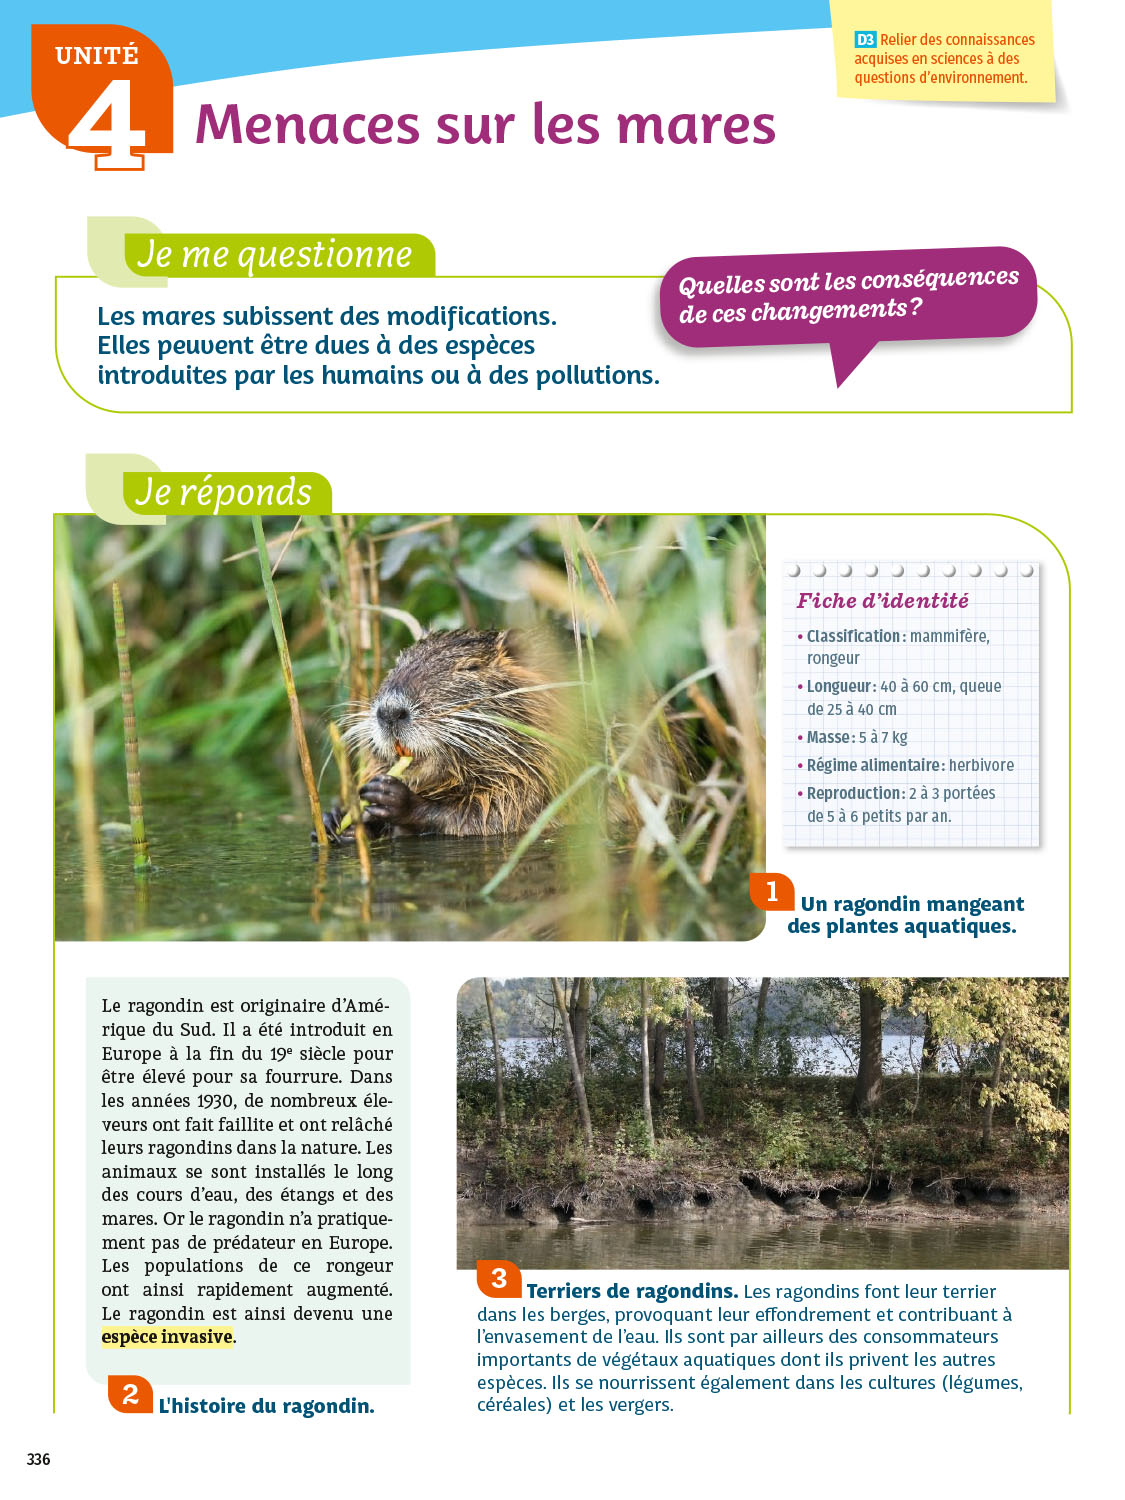 UNITÉ
4
Menaces sur les mares
D3 Relier des connaissances
acquises en sciences à des
questions d'environnement.
Je me questionne
Les mares subissent des modifications.
Elles peuvent être dues à des espèces
introduites par les humains ou à des pollutions.
Quelles sont les conséquences
de ces changements ?
Je réponds
Fiche d'identité
• Classification : mammifère,
rongeur
• Longueur : 40 à 60 cm, queue
de 25 à 40 cm
• Masse : 5 à 7 kg
• Régime alimentaire : herbivore
• Reproduction : 2 à 3 portées
de 5 à 6 petits par an.
1 Un ragondin mangeant
des plantes aquatiques.
Le ragondin est originaire d'Amé-
rique du Sud. Il a été introduit en
Europe à la fin du 19e siècle pour
être élevé pour sa fourrure. Dans
les années 1930, de nombreux éle-
veurs ont fait faillite et ont relâché
leurs ragondins dans la nature. Les
animaux se sont installés le long
des cours d'eau, des étangs et des
mares. Or le ragondin n'a pratique-
ment pas de prédateur en Europe.
Les populations de ce rongeur
ont ainsi rapidement augmenté.
Le ragondin est ainsi devenu une
espèce invasive.
2 L'histoire du ragondin.
3 Terriers de ragondins. Les ragondins font leur terrier
dans les berges, provoquant leur effondrement et contribuant à
l'envasement de l'eau. Ils sont par ailleurs des consommateurs
importants de végétaux aquatiques dont ils privent les autres
espèces. Ils se nourrissent également dans les cultures (légumes,
céréales) et les vergers.
336